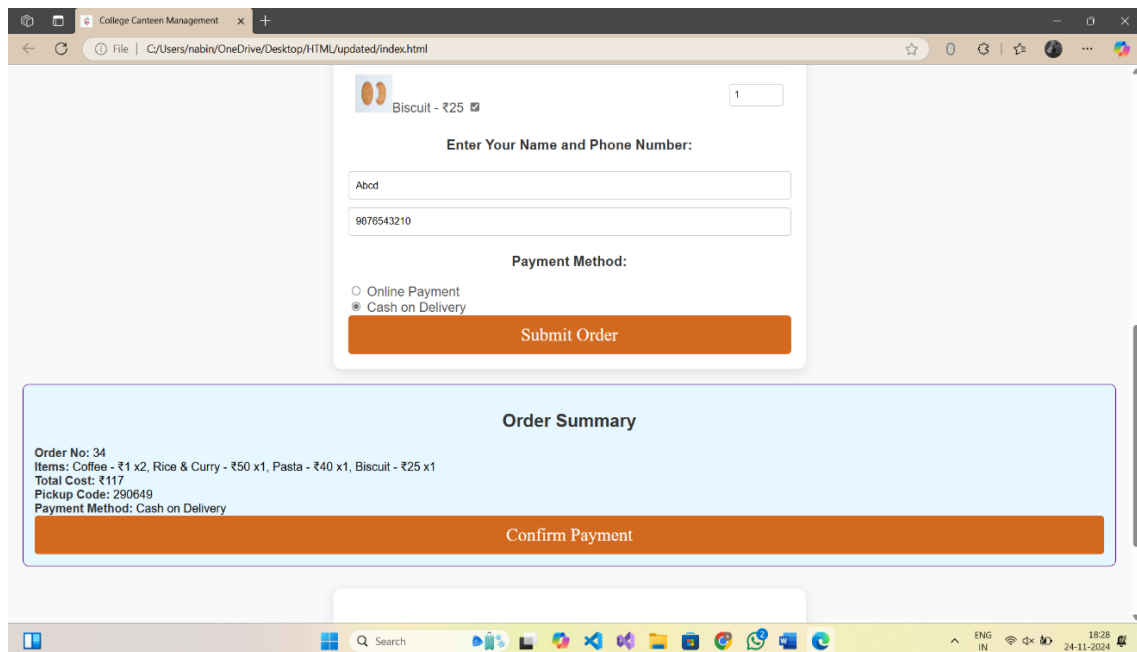 College Canteen Management
File | C:/Users/nabin/OneDrive/Desktop/HTML/updated/index.html
Biscuit - ₹25
1
Enter Your Name and Phone Number:
Abcd
9876543210
Payment Method:
Online Payment
Cash on Delivery
Submit Order
Order Summary
Order No: 34
Items: Coffee - ₹1 x2, Rice & Curry - ₹50 x1, Pasta - ₹40 x1, Biscuit - ₹25 x1
Total Cost: ₹117
Pickup Code: 290649
Payment Method: Cash on Delivery
Confirm Payment
Search
2
ENG
IN
18:28
24-11-2024